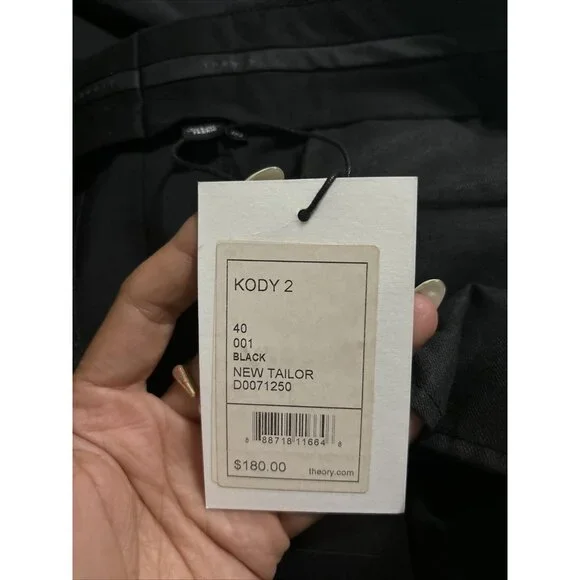 KODY 2
40
001
BLACK
NEW TAILOR
D0071250
8 88718 11664 8
$180.00 theory.com